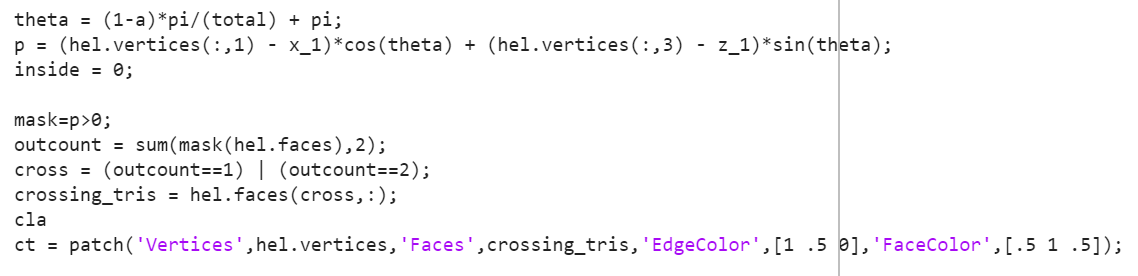 theta = (1-a)*pi/(total) + pi;
p = (hel.vertices(:,1) - x_1)*cos(theta) + (hel.vertices(:,3) - z_1)*sin(theta);
inside = 0;

mask=p>0;
outcount = sum(mask(hel.faces),2);
cross = (outcount==1) | (outcount==2);
crossing_tris = hel.faces(cross,:);
cla
ct = patch('Vertices',hel.vertices,'Faces',crossing_tris,'EdgeColor',[1 .5 0],'FaceColor',[.5 1 .5]);